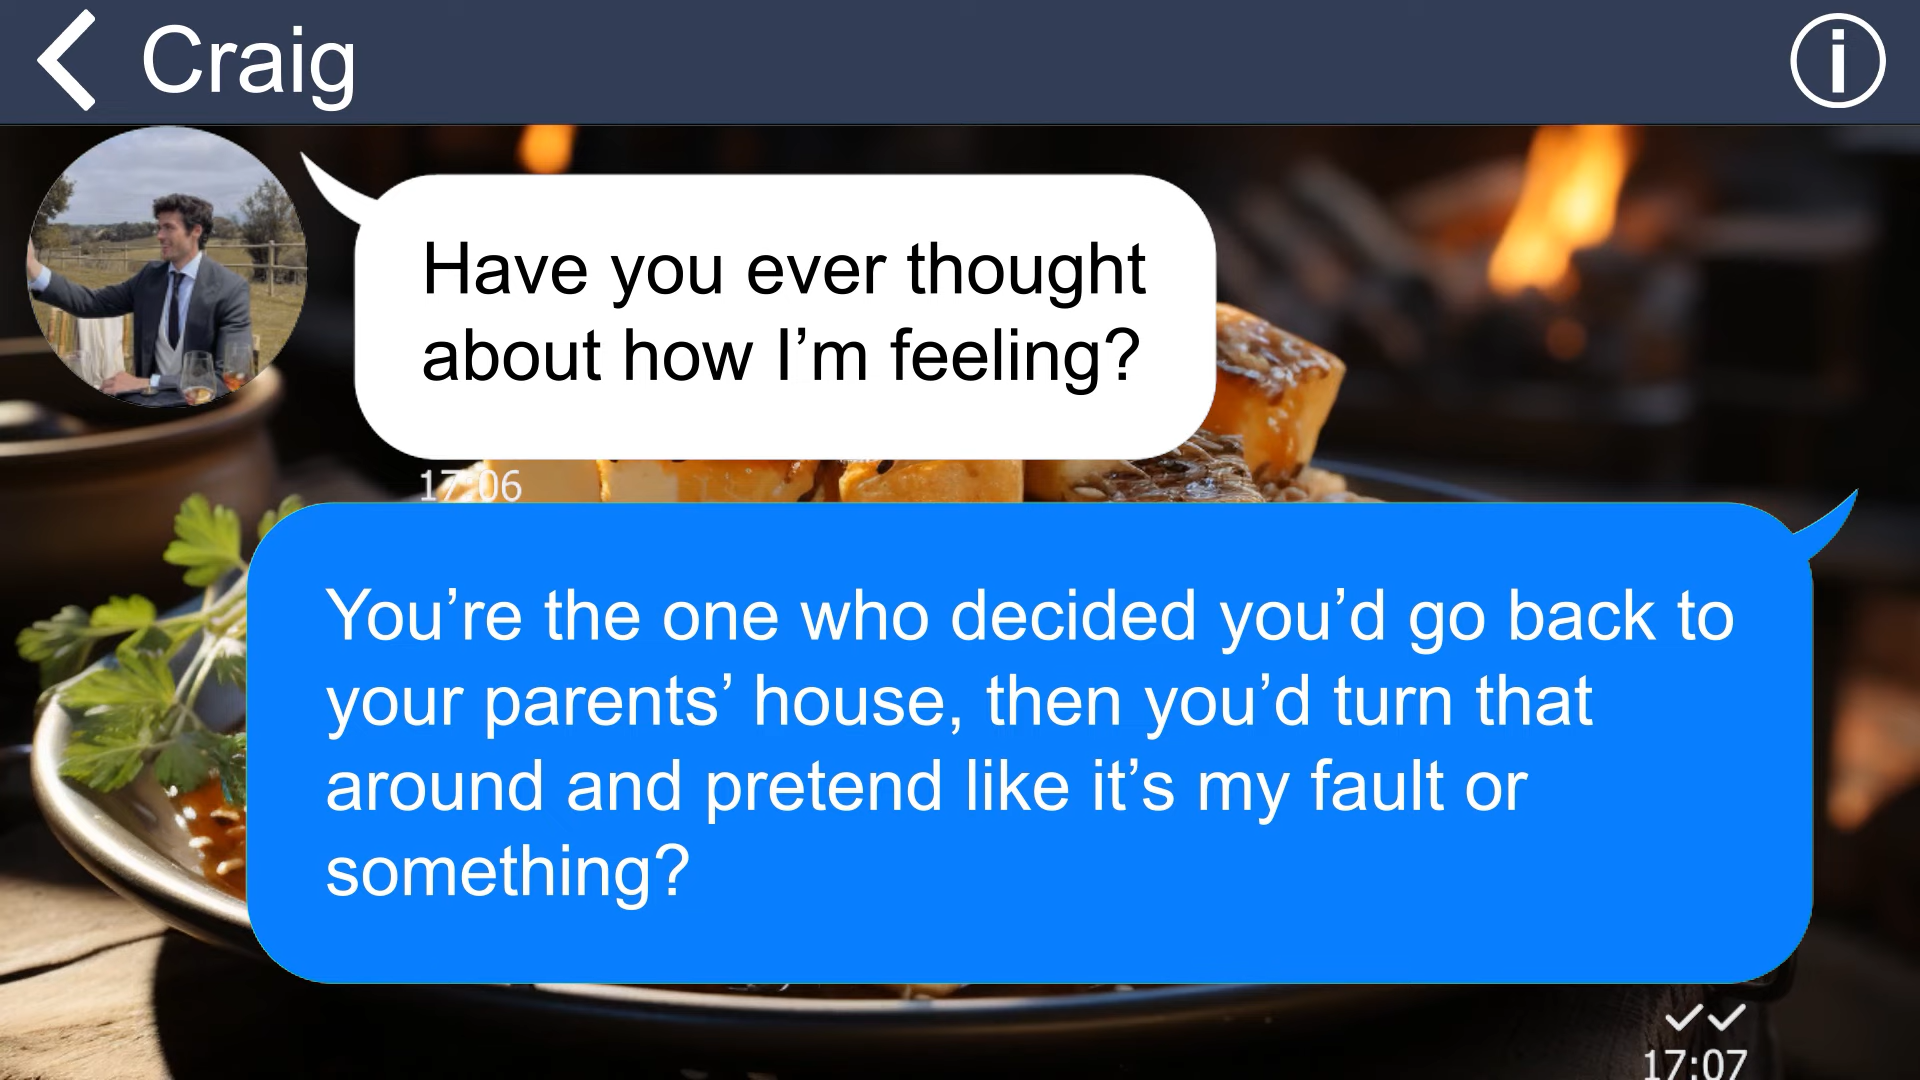 Craig
Have you ever thought
about how I’m feeling?
17:06
You’re the one who decided you’d go back to
your parents’ house, then you’d turn that
around and pretend like it’s my fault or
something?
17:07